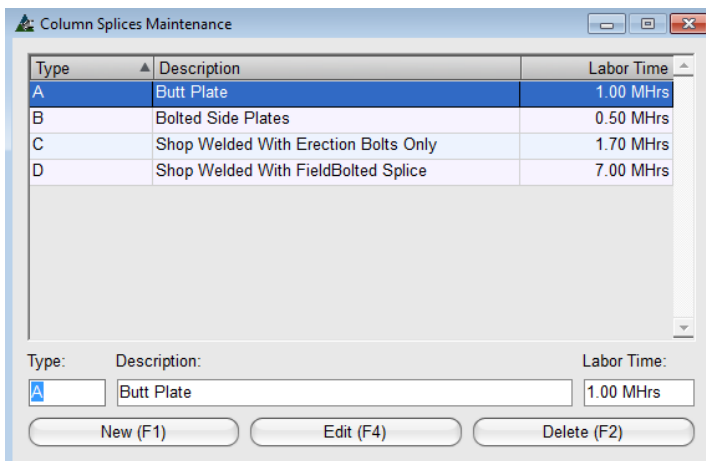 Column Splices Maintenance
Type Description Labor Time
A Butt Plate 1.00 MHrs
B Bolted Side Plates 0.50 MHrs
C Shop Welded With Erection Bolts Only 1.70 MHrs
D Shop Welded With FieldBolted Splice 7.00 MHrs
Type: Description: Labor Time:
A Butt Plate 1.00 MHrs
New (F1) Edit (F4) Delete (F2)